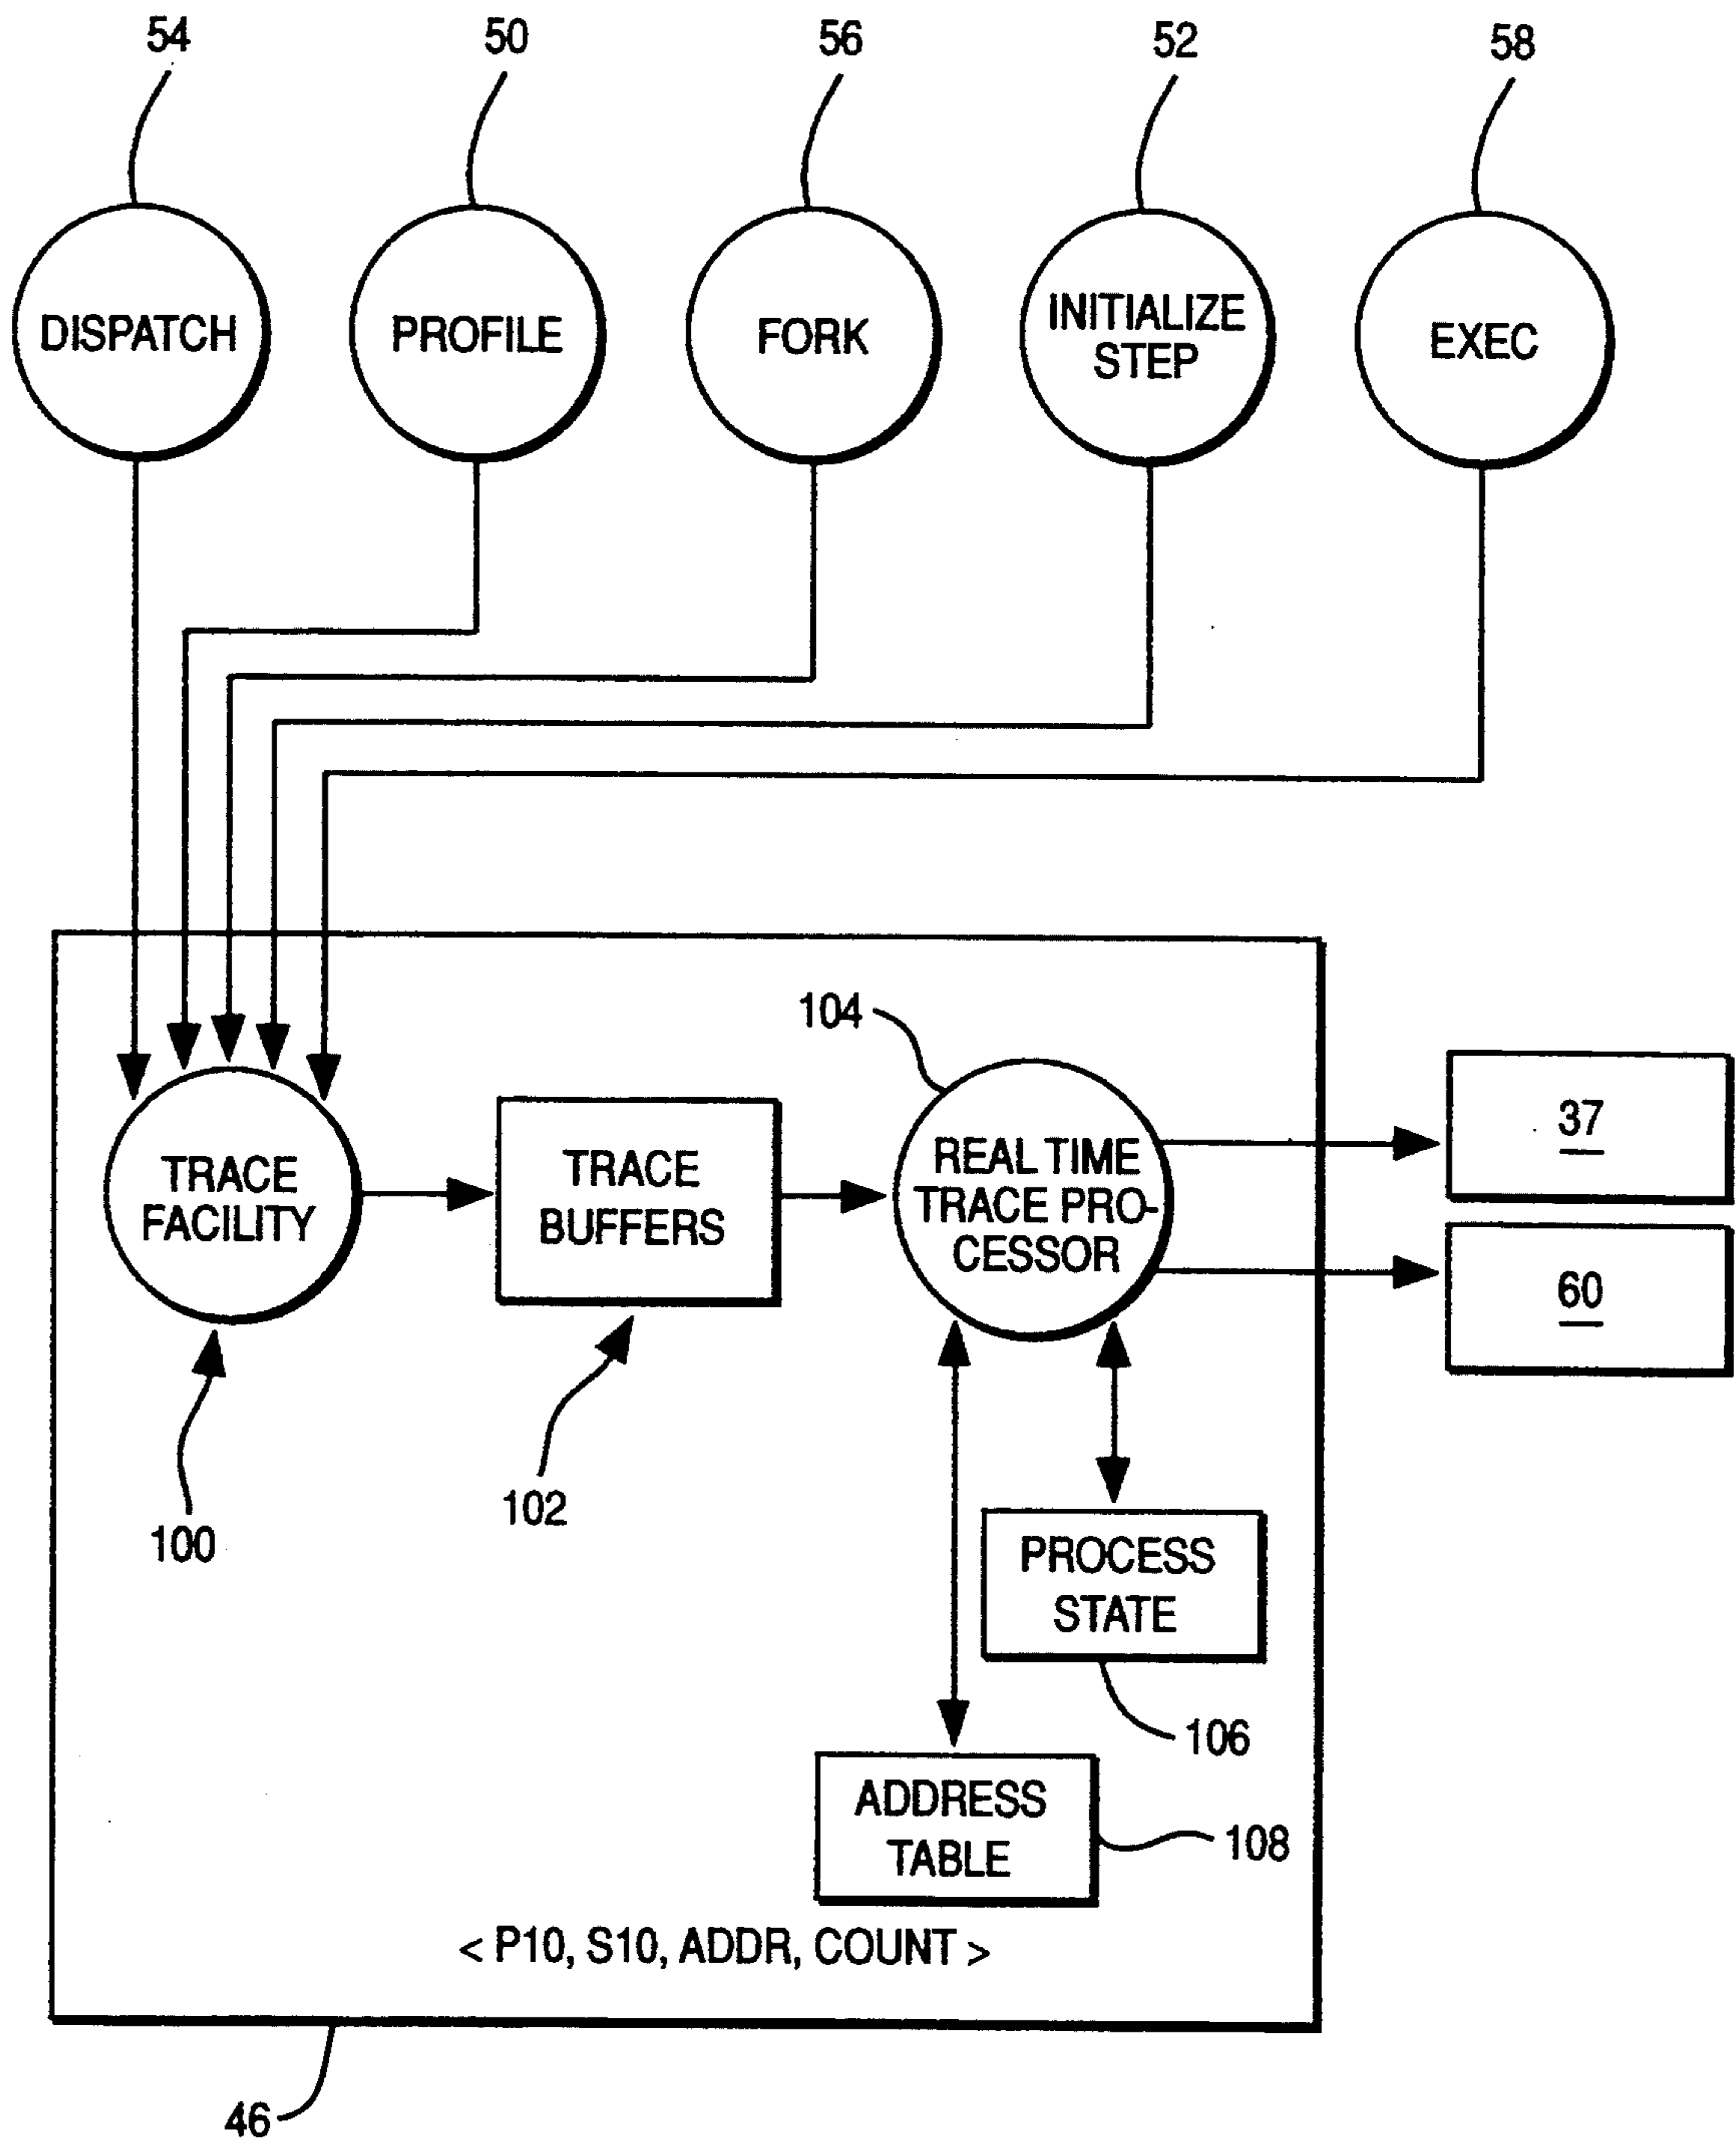 54
50
56
52
58
DISPATCH
PROFILE
FORK
INITIALIZE
STEP
EXEC
104
37
TRACE
FACILITY
TRACE
BUFFERS
REAL TIME
TRACE PRO-
CESSOR
60
102
100
PROCESS
STATE
106
ADDRESS
TABLE
108
< P10, S10, ADDR, COUNT >
46